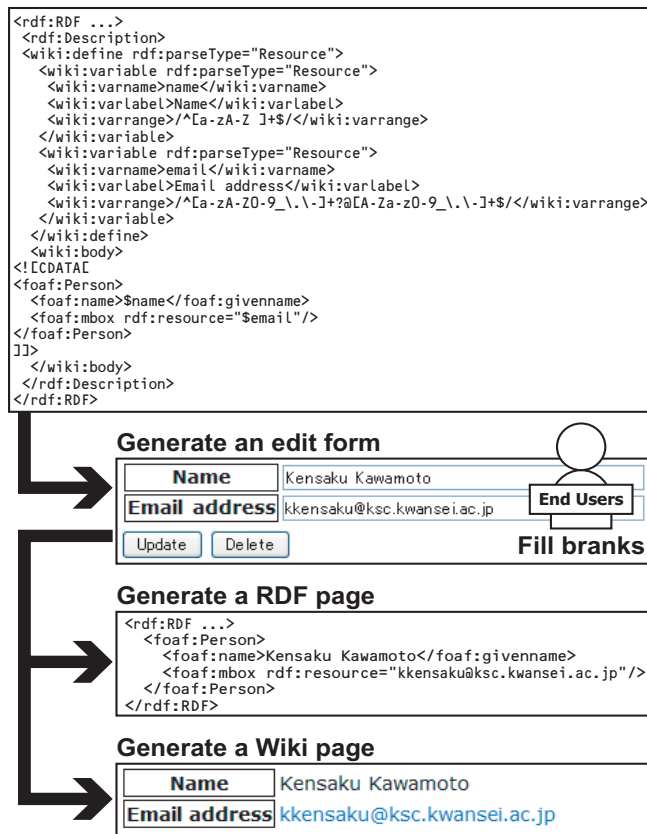 <rdf:RDF ...>
<rdf:Description>
<wiki:define rdf:parseType="Resource">
<wiki:variable rdf:parseType="Resource">
<wiki:varname>name</wiki:varname>
<wiki:varlabel>Name</wiki:varlabel>
<wiki:varrange>/^[a-zA-Z ]+$/</wiki:varrange>
</wiki:variable>
<wiki:variable rdf:parseType="Resource">
<wiki:varname>email</wiki:varname>
<wiki:varlabel>Email address</wiki:varlabel>
<wiki:varrange>/^[a-zA-Z0-9_\.\-]+?@[A-Za-z0-9_\.\-]+$/</wiki:varrange>
</wiki:variable>
</wiki:define>
<wiki:body>
<![CDATA[
<foaf:Person>
<foaf:name>$name</foaf:givenname>
<foaf:mbox rdf:resource="$email"/>
</foaf:Person>
]]>
</wiki:body>
</rdf:Description>
</rdf:RDF>
Generate an edit form
Name Kensaku Kawamoto
Email address kkensaku@ksc.kwansei.ac.jp
End Users
Update Delete
Fill branks
Generate a RDF page
<rdf:RDF ...>
<foaf:Person>
<foaf:name>Kensaku Kawamoto</foaf:givenname>
<foaf:mbox rdf:resource="kkensaku@ksc.kwansei.ac.jp"/>
</foaf:Person>
</rdf:RDF>
Generate a Wiki page
Name Kensaku Kawamoto
Email address kkensaku@ksc.kwansei.ac.jp